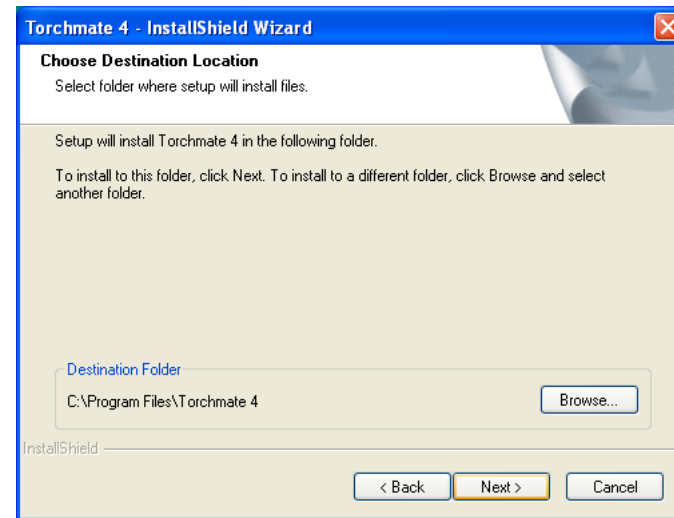 Torchmate 4 - InstallShield Wizard
Choose Destination Location
Select folder where setup will install files.
Setup will install Torchmate 4 in the following folder.
To install to this folder, click Next. To install to a different folder, click Browse and select
another folder.
Destination Folder
C:\Program Files\Torchmate 4
Browse...
InstallShield
< Back
Next >
Cancel